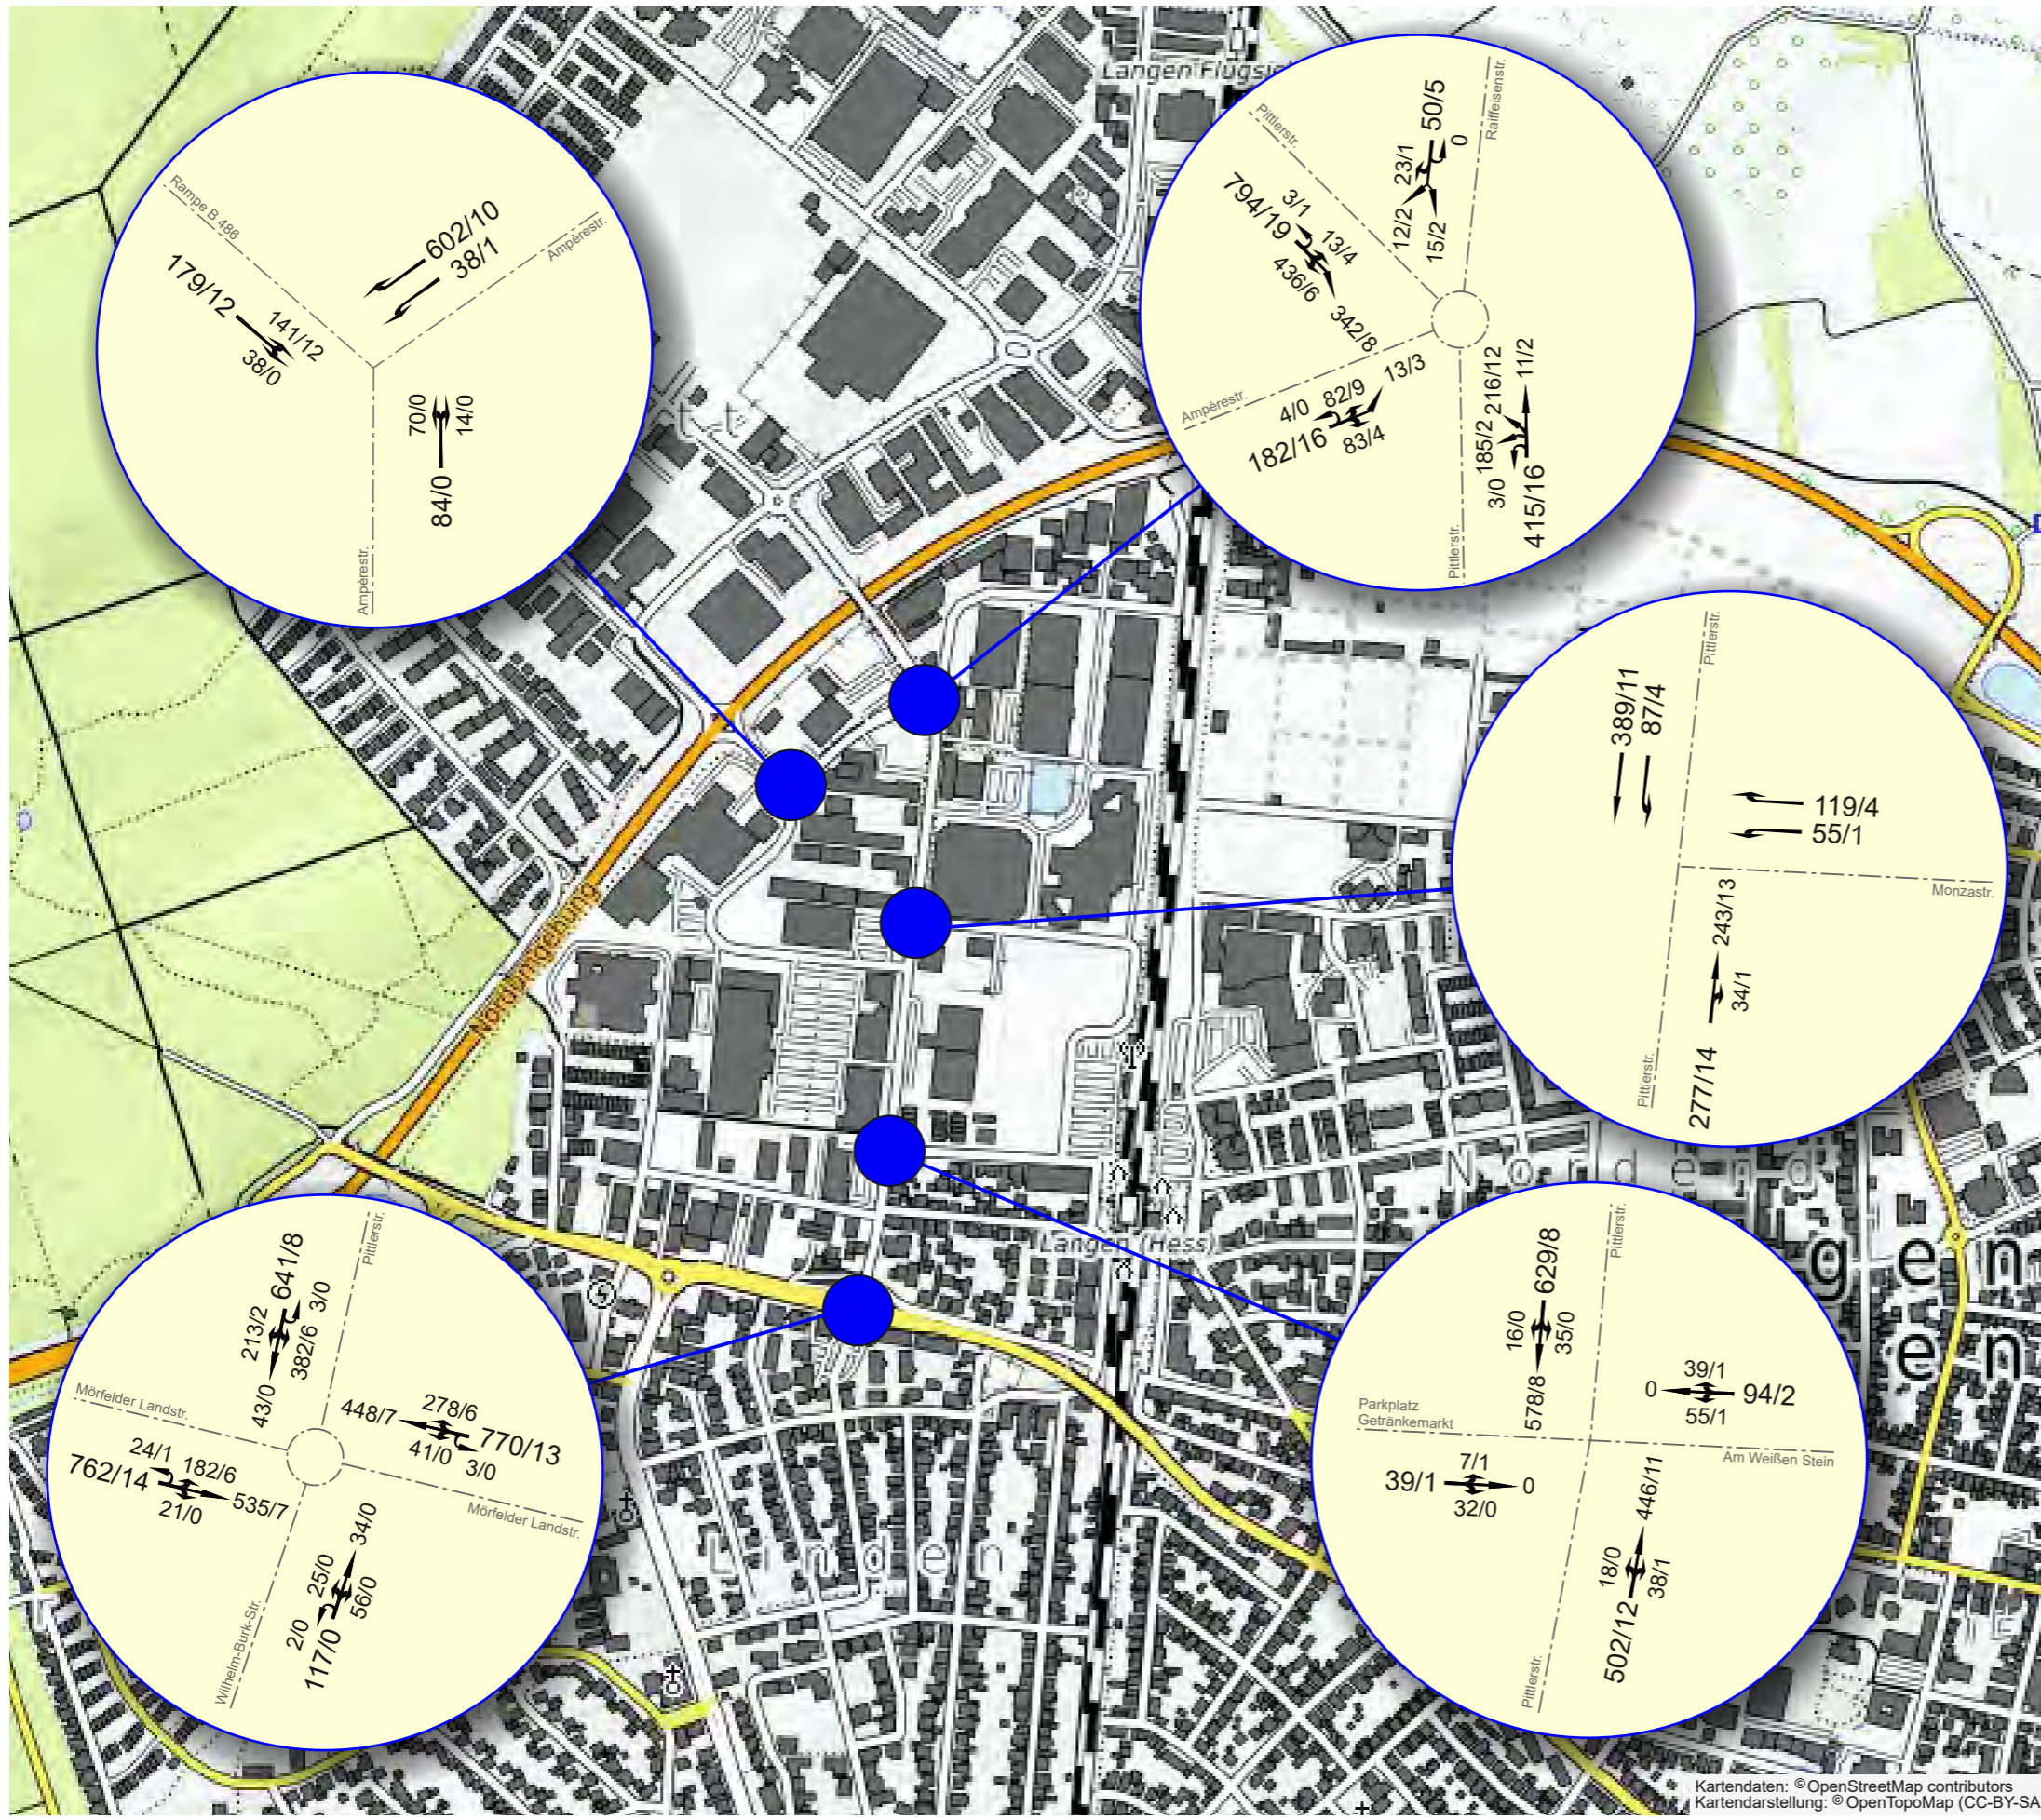 Langen Flugsi
Rampe B 486
Ampèrestr.
Ampèrestr.
602/10
38/1
179/12
141/12
38/0
70/0
14/0
84/0
Pittlerstr.
Raiffeisenstr.
50/5
0
23/1
12/2
15/2
3/1
794/19
13/4
436/6
342/8
Ampèrestr.
4/0
82/9
13/3
182/16
83/4
3/0
185/2
216/12
11/2
415/16
Pittlerstr.
Pittlerstr.
389/11
87/4
119/4
55/1
Monzastr.
243/13
34/1
277/14
Pittlerstr.
Nordumgehung
Norden
Langen (Hess)
gen
en
Linden
Pittlerstr.
641/8
213/2
3/0
382/6
43/0
Mörfelder Landstr.
278/6
448/7
770/13
41/0
3/0
24/1
182/6
762/14
535/7
21/0
Mörfelder Landstr.
34/0
25/0
56/0
2/0
117/0
Wilhelm-Burk-Str.
Pittlerstr.
629/8
16/0
35/0
578/8
39/1
0
94/2
55/1
Parkplatz
Getränkemarkt
Am Weißen Stein
7/1
39/1
0
32/0
446/11
18/0
38/1
502/12
Pittlerstr.
Kartendaten: © OpenStreetMap contributors
Kartendarstellung: © OpenTopoMap (CC-BY-SA